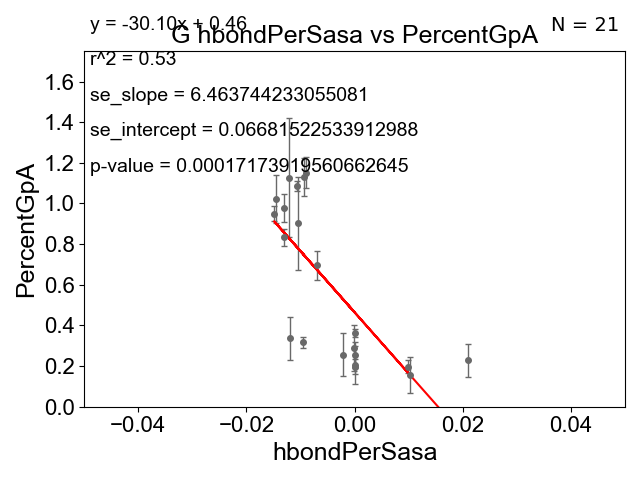 y = -30.10x + 0.46
G hbondPerSasa vs PercentGpA
N = 21
r^2 = 0.53
se_slope = 6.463744233055081
se_intercept = 0.06681522533912988
p-value = 0.00017173919560662645
PercentGpA
1.6
1.4
1.2
1.0
0.8
0.6
0.4
0.2
0.0
−0.04 −0.02 0.00 0.02 0.04
hbondPerSasa